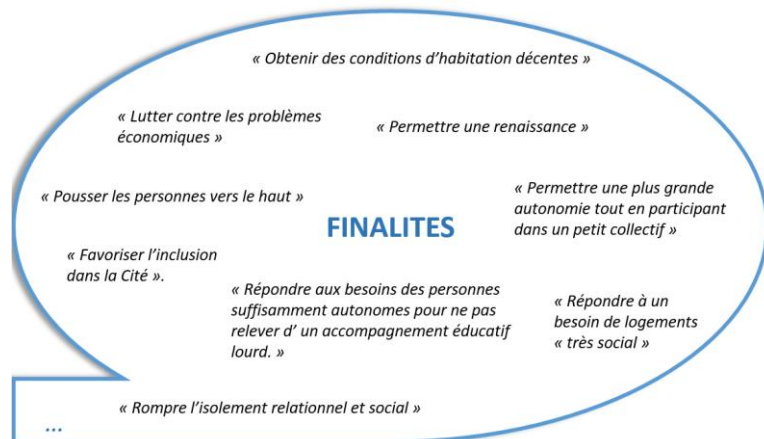 « Obtenir des conditions d’habitation décentes »
« Lutter contre les problèmes
économiques »
« Permettre une renaissance »
« Pousser les personnes vers le haut »
« Permettre une plus grande
autonomie tout en participant
dans un petit collectif »
FINALITES
« Favoriser l’inclusion
dans la Cité ».
« Répondre aux besoins des personnes
suffisamment autonomes pour ne pas
relever d’ un accompagnement éducatif
lourd. »
« Répondre à un
besoin de logements
« très social »
« Rompre l’isolement relationnel et social »
...